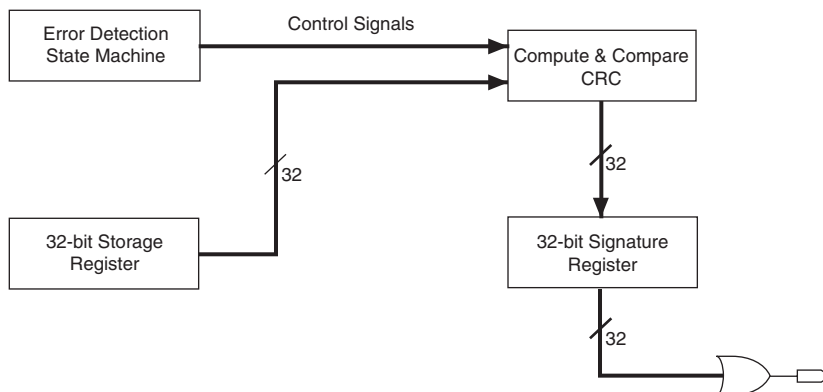 Error Detection
State Machine
Control Signals
Compute & Compare
CRC
32
32
32-bit Storage
Register
32-bit Signature
Register
32